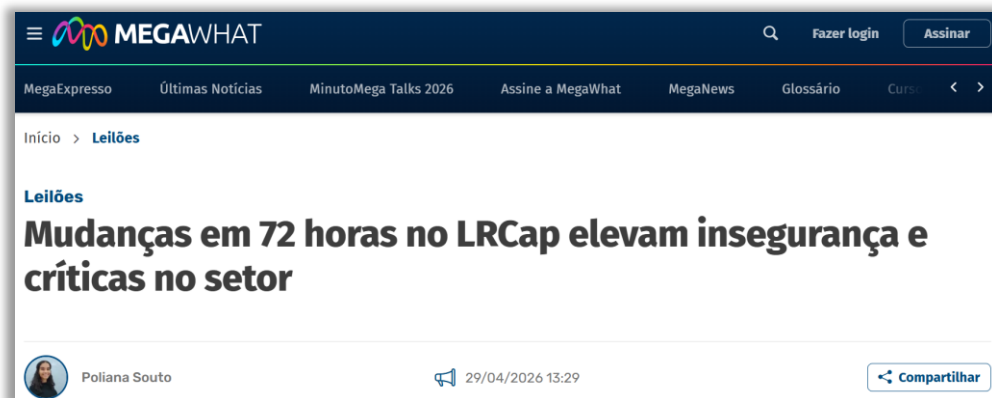 MEGAWHAT
Fazer login
Assinar
MegaExpresso
Últimas Notícias
MinutoMega Talks 2026
Assine a MegaWhat
MegaNews
Glossário
Início > Leilões
Leilões
Mudanças em 72 horas no LRCap elevam insegurança e
críticas no setor
Poliana Souto
29/04/2026 13:29
Compartilhar